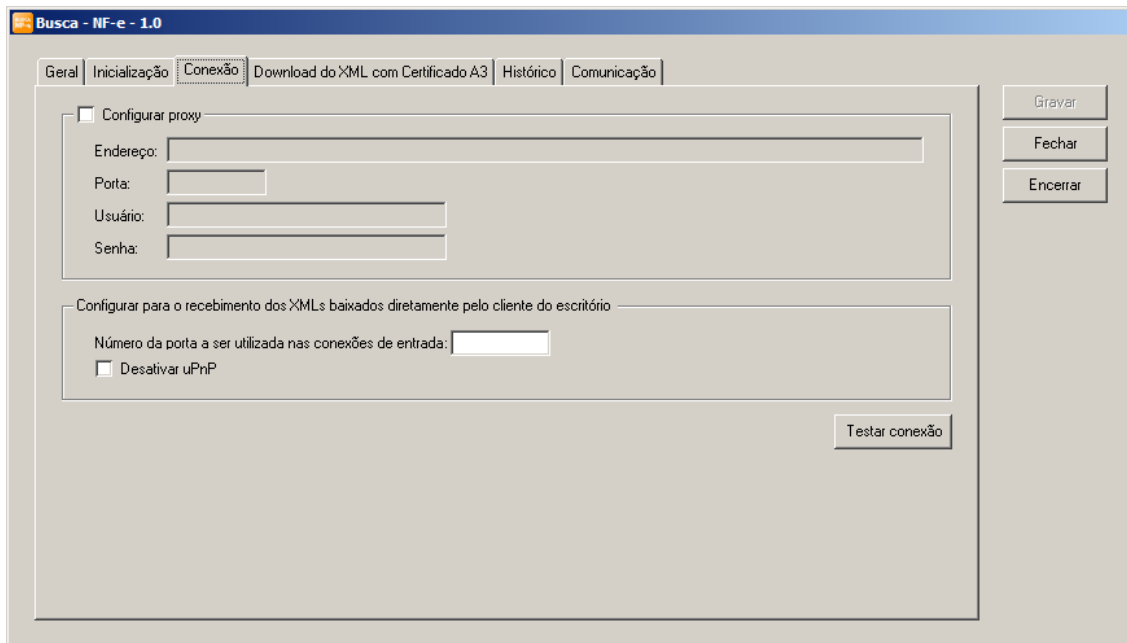 Busca - NF-e - 1.0
Geral Inicialização Conexão Download do XML com Certificado A3 Histórico Comunicação
Gravar
Fechar
Encerrar
Configurar proxy
Endereço:
Porta:
Usuário:
Senha:
Configurar para o recebimento dos XMLs baixados diretamente pelo cliente do escritório
Número da porta a ser utilizada nas conexões de entrada:
Desativar uPnP
Testar conexão